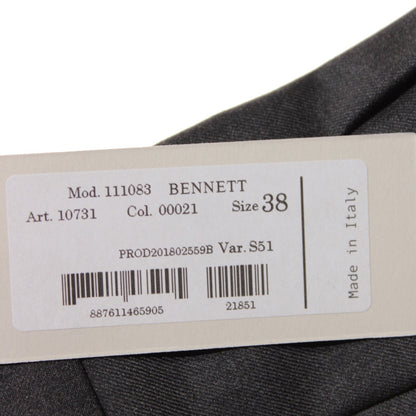 Mod. 111083 BENNETT
Art. 10731 Col. 00021 Size 38
PROD201802559B Var. S51
887611465905 21851
Made in Italy